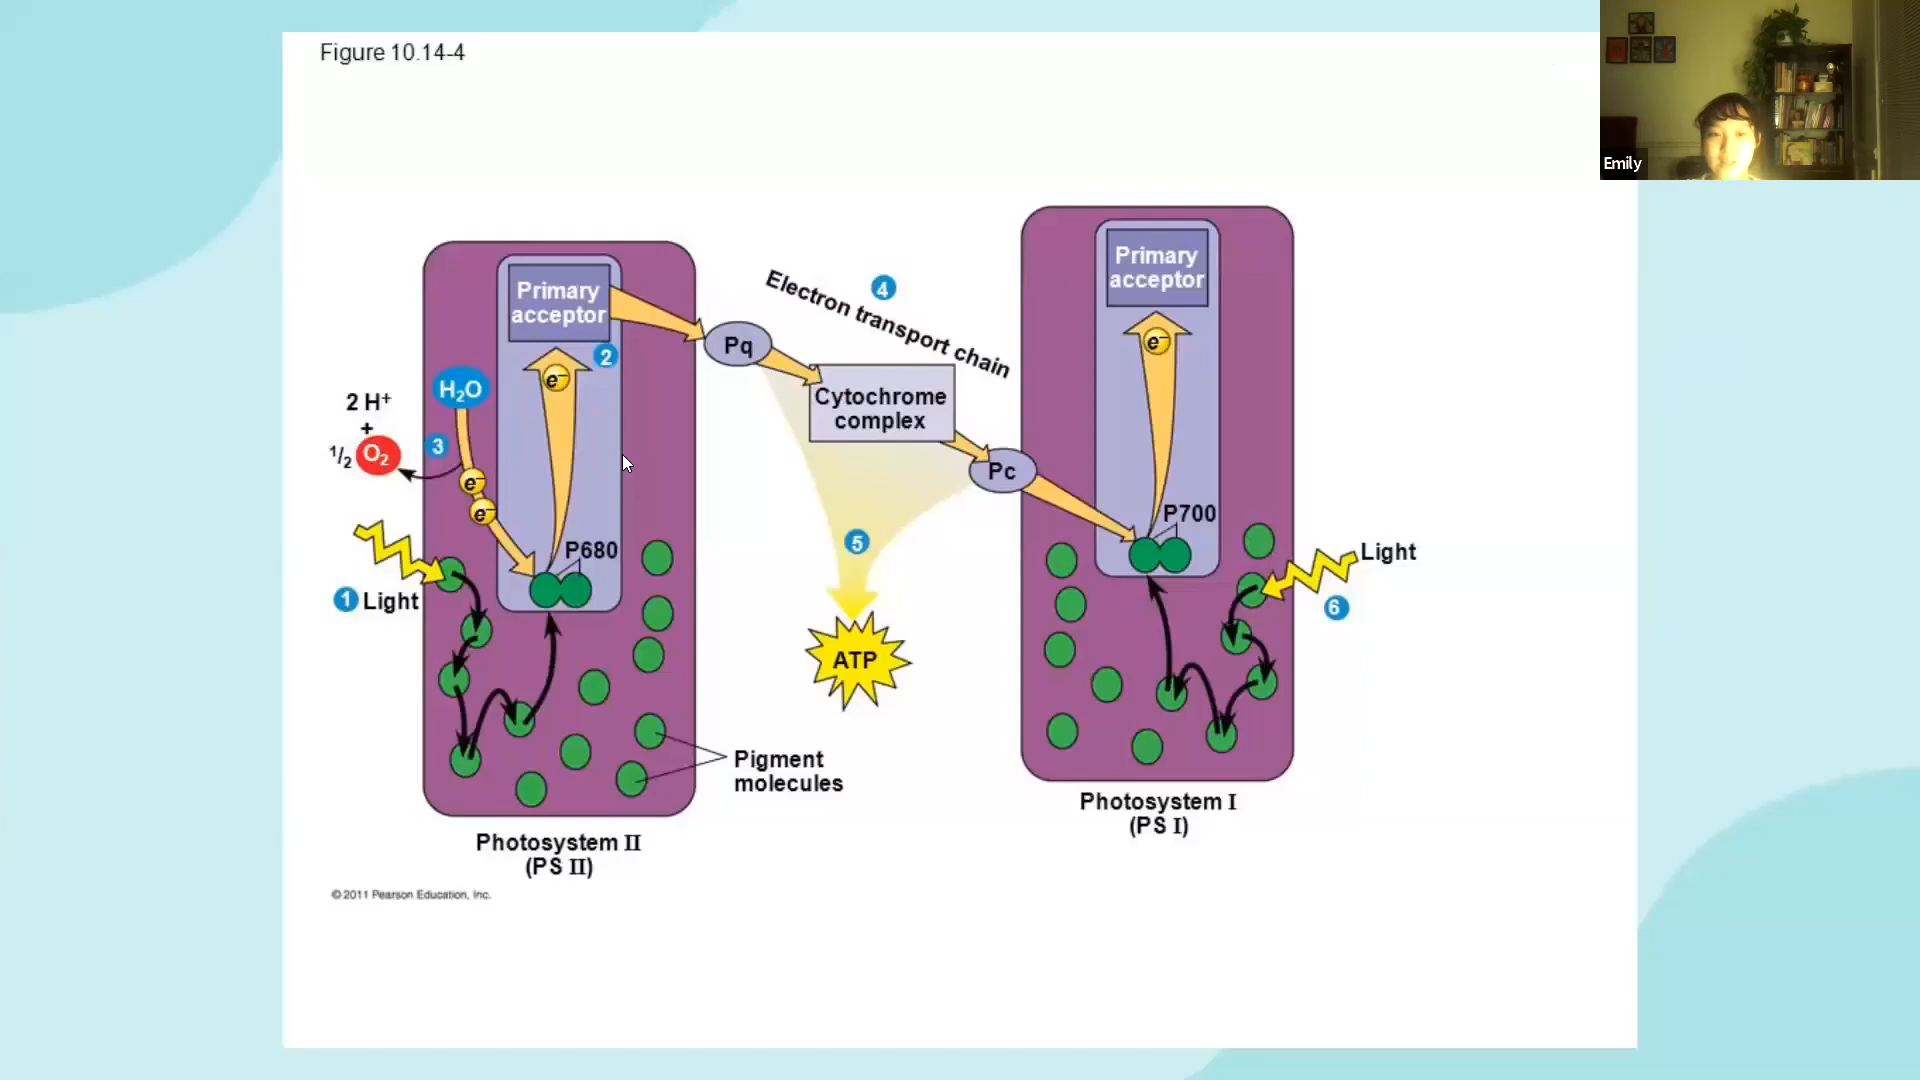 Figure 10.14-4
Emily
Primary
acceptor
2
e⁻
H₂O
2 H⁺
+
1/2 O₂
3
e⁻
e⁻
P680
1 Light
Pq
4
Electron transport chain
Cytochrome
complex
Pc
5
ATP
Pigment
molecules
Photosystem II
(PS II)
Primary
acceptor
e⁻
P700
Light
6
Photosystem I
(PS I)
© 2011 Pearson Education, Inc.